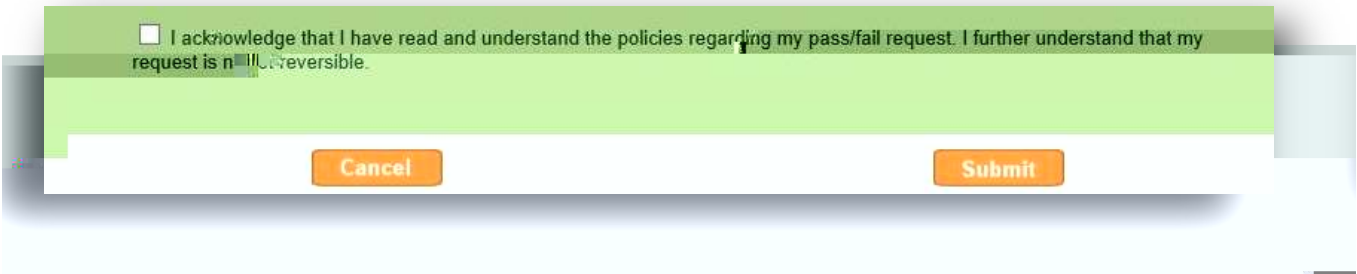 I acknowledge that I have read and understand the policies regarding my pass/fail request. I further understand that my
request is reversible.
Cancel
Submit